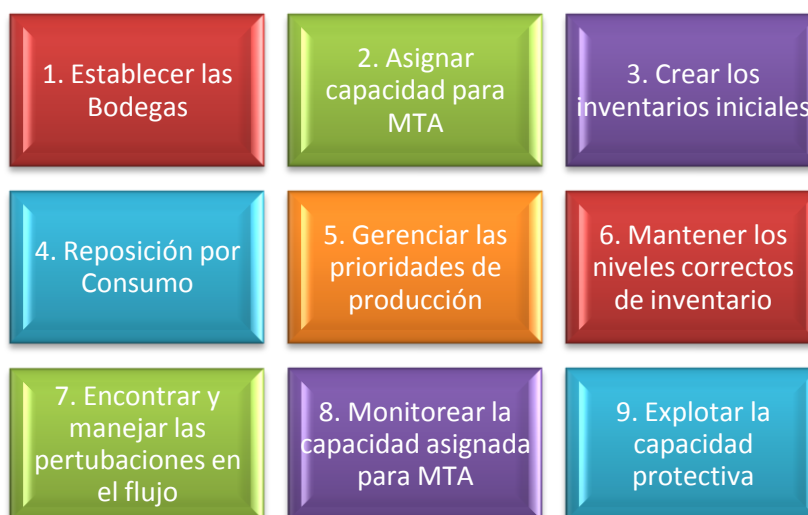 1. Establecer las
Bodegas
2. Asignar
capacidad para
MTA
3. Crear los
inventarios iniciales
4. Reposición por
Consumo
5. Gerenciar las
prioridades de
producción
6. Mantener los
niveles correctos
de inventario
7. Encontrar y
manejar las
pertubaciones en
el flujo
8. Monitorear la
capacidad asignada
para MTA
9. Explotar la
capacidad
protectiva